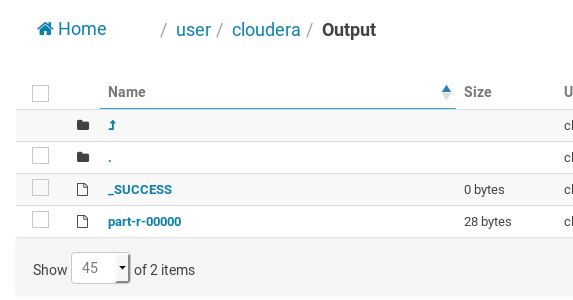 Home / user / cloudera / Output
Name Size U
cl
. cl
_SUCCESS 0 bytes cl
part-r-00000 28 bytes cl
Show 45 of 2 items